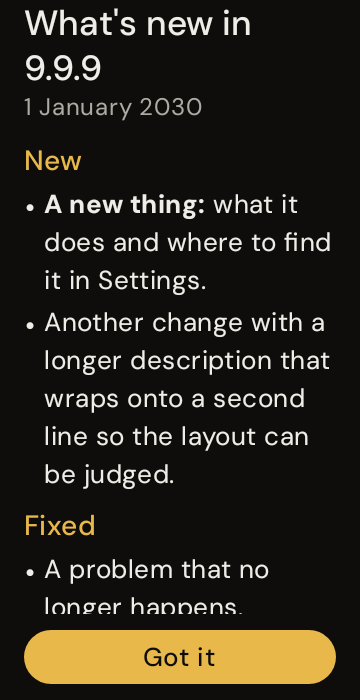 What's new in
9.9.9
1 January 2030
New
• A new thing: what it
does and where to find
it in Settings.
• Another change with a
longer description that
wraps onto a second
line so the layout can
be judged.
Fixed
• A problem that no
longer happens.
Got it